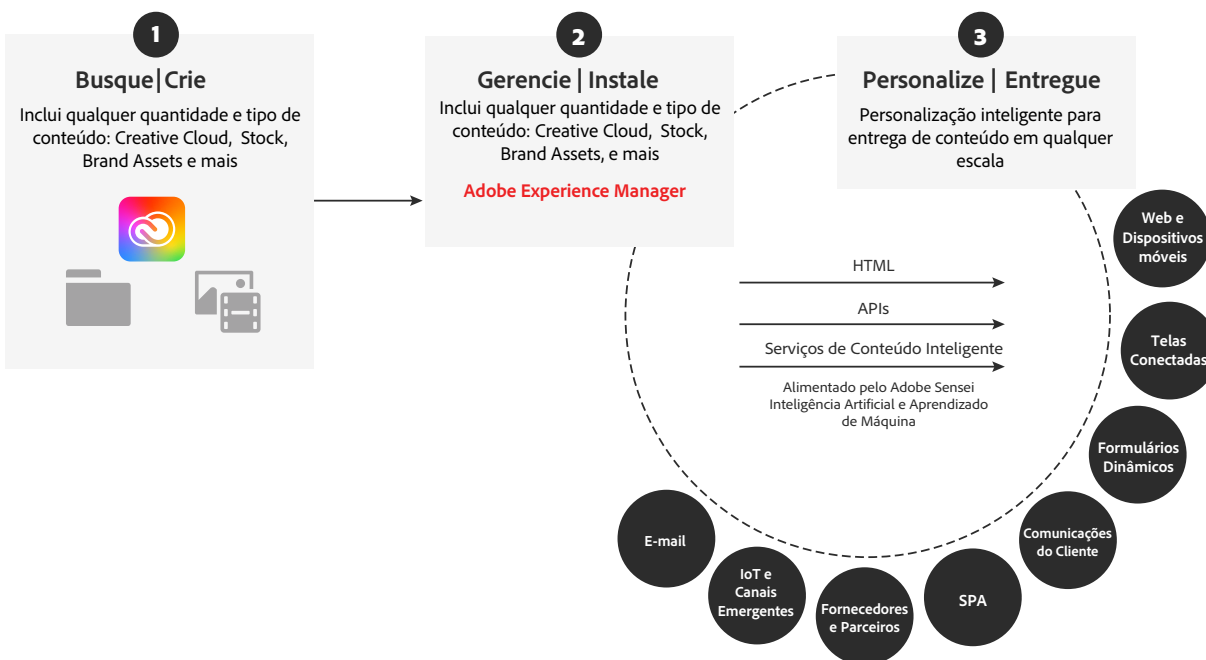 1
Busque|Crie
Inclui qualquer quantidade e tipo de
conteúdo: Creative Cloud, Stock,
Brand Assets e mais
2
Gerencie | Instale
Inclui qualquer quantidade e tipo de
conteúdo: Creative Cloud, Stock,
Brand Assets, e mais
Adobe Experience Manager
3
Personalize | Entregue
Personalização inteligente para
entrega de conteúdo em qualquer
escala
HTML
APIs
Serviços de Conteúdo Inteligente
Alimentado pelo Adobe Sensei
Inteligência Artificial e Aprendizado
de Máquina
Web e
Dispositivos
móveis
Telas
Conectadas
Formulários
Dinâmicos
Comunicações
do Cliente
SPA
Fornecedores
e Parceiros
IoT e
Canais
Emergentes
E-mail